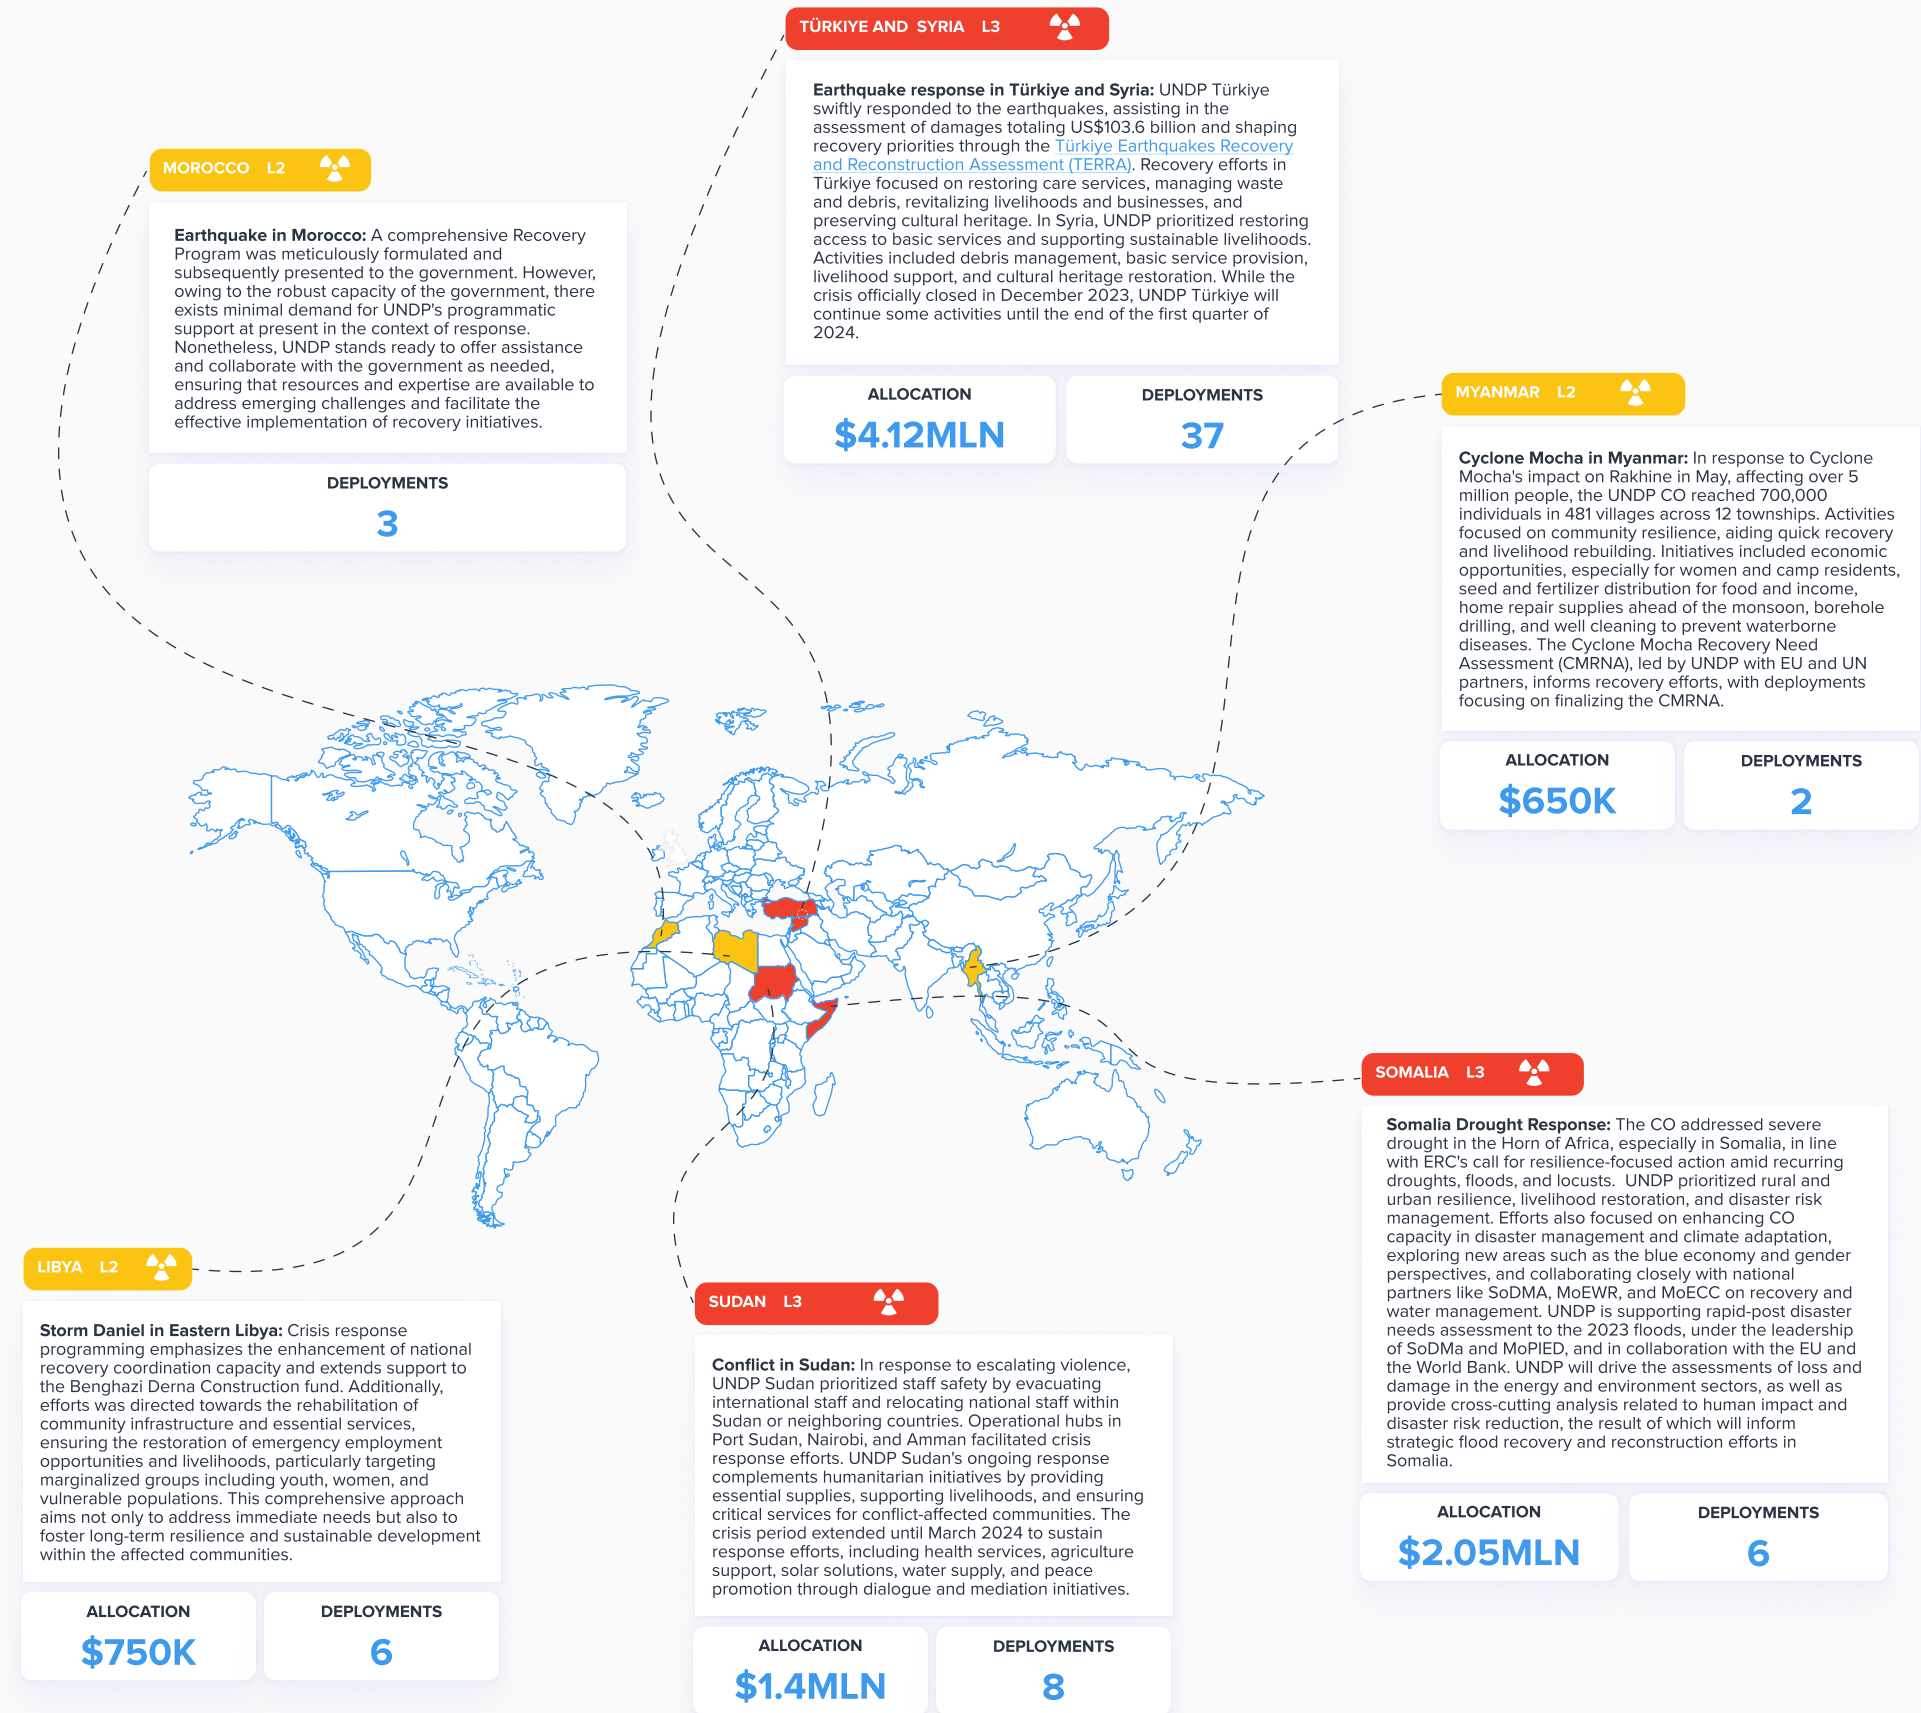 TÜRKIYE AND SYRIA L3
Earthquake response in Türkiye and Syria: UNDP Türkiye
swiftly responded to the earthquakes, assisting in the
assessment of damages totaling US$103.6 billion and shaping
recovery priorities through the Türkiye Earthquakes Recovery
and Reconstruction Assessment (TERRA). Recovery efforts in
Türkiye focused on restoring care services, managing waste
and debris, revitalizing livelihoods and businesses, and
preserving cultural heritage. In Syria, UNDP prioritized restoring
access to basic services and supporting sustainable livelihoods.
Activities included debris management, basic service provision,
livelihood support, and cultural heritage restoration. While the
crisis officially closed in December 2023, UNDP Türkiye will
continue some activities until the end of the first quarter of
2024.
ALLOCATION
$4.12MLN
DEPLOYMENTS
37
MOROCCO L2
Earthquake in Morocco: A comprehensive Recovery
Program was meticulously formulated and
subsequently presented to the government. However,
owing to the robust capacity of the government, there
exists minimal demand for UNDP's programmatic
support at present in the context of response.
Nonetheless, UNDP stands ready to offer assistance
and collaborate with the government as needed,
ensuring that resources and expertise are available to
address emerging challenges and facilitate the
effective implementation of recovery initiatives.
DEPLOYMENTS
3
MYANMAR L2
Cyclone Mocha in Myanmar: In response to Cyclone
Mocha's impact on Rakhine in May, affecting over 5
million people, the UNDP CO reached 700,000
individuals in 481 villages across 12 townships. Activities
focused on community resilience, aiding quick recovery
and livelihood rebuilding. Initiatives included economic
opportunities, especially for women and camp residents,
seed and fertilizer distribution for food and income,
home repair supplies ahead of the monsoon, borehole
drilling, and well cleaning to prevent waterborne
diseases. The Cyclone Mocha Recovery Need
Assessment (CMRNA), led by UNDP with EU and UN
partners, informs recovery efforts, with deployments
focusing on finalizing the CMRNA.
ALLOCATION
$650K
DEPLOYMENTS
2
SOMALIA L3
Somalia Drought Response: The CO addressed severe
drought in the Horn of Africa, especially in Somalia, in line
with ERC's call for resilience-focused action amid recurring
droughts, floods, and locusts. UNDP prioritized rural and
urban resilience, livelihood restoration, and disaster risk
management. Efforts also focused on enhancing CO
capacity in disaster management and climate adaptation,
exploring new areas such as the blue economy and gender
perspectives, and collaborating closely with national
partners like SoDMA, MoEWR, and MoECC on recovery and
water management. UNDP is supporting rapid-post disaster
needs assessment to the 2023 floods, under the leadership
of SoDMa and MoPIED, and in collaboration with the EU and
the World Bank. UNDP will drive the assessments of loss and
damage in the energy and environment sectors, as well as
provide cross-cutting analysis related to human impact and
disaster risk reduction, the result of which will inform
strategic flood recovery and reconstruction efforts in
Somalia.
ALLOCATION
$2.05MLN
DEPLOYMENTS
6
LIBYA L2
Storm Daniel in Eastern Libya: Crisis response
programming emphasizes the enhancement of national
recovery coordination capacity and extends support to
the Benghazi Derna Construction fund. Additionally,
efforts was directed towards the rehabilitation of
community infrastructure and essential services,
ensuring the restoration of emergency employment
opportunities and livelihoods, particularly targeting
marginalized groups including youth, women, and
vulnerable populations. This comprehensive approach
aims not only to address immediate needs but also to
foster long-term resilience and sustainable development
within the affected communities.
ALLOCATION
$750K
DEPLOYMENTS
6
SUDAN L3
Conflict in Sudan: In response to escalating violence,
UNDP Sudan prioritized staff safety by evacuating
international staff and relocating national staff within
Sudan or neighboring countries. Operational hubs in
Port Sudan, Nairobi, and Amman facilitated crisis
response efforts. UNDP Sudan's ongoing response
complements humanitarian initiatives by providing
essential supplies, supporting livelihoods, and ensuring
critical services for conflict-affected communities. The
crisis period extended until March 2024 to sustain
response efforts, including health services, agriculture
support, solar solutions, water supply, and peace
promotion through dialogue and mediation initiatives.
ALLOCATION
$1.4MLN
DEPLOYMENTS
8